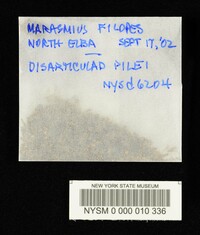 MARASMIUS FILOPES
NORTH ELBA SEPT 17, '02
DISARTICULAD PILEI
NYSd6204
NEW YORK STATE MUSEUM
NYSM 0 000 010 336